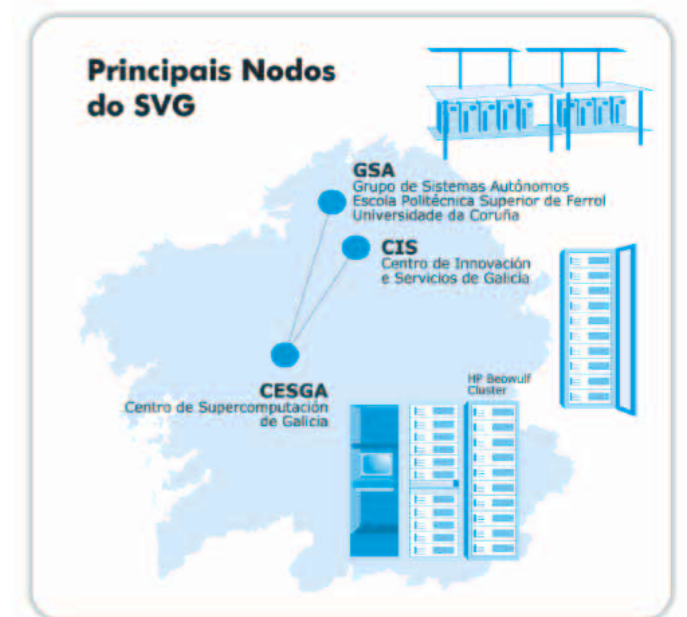 Principais Nodos
do SVG
GSA
Grupo de Sistemas Autónomos
Escola Politécnica Superior de Ferrol
Universidade da Coruña
CIS
Centro de Innovación
e Servicios de Galicia
CESGA
Centro de Supercomputación
de Galicia
HP Beowulf
Cluster